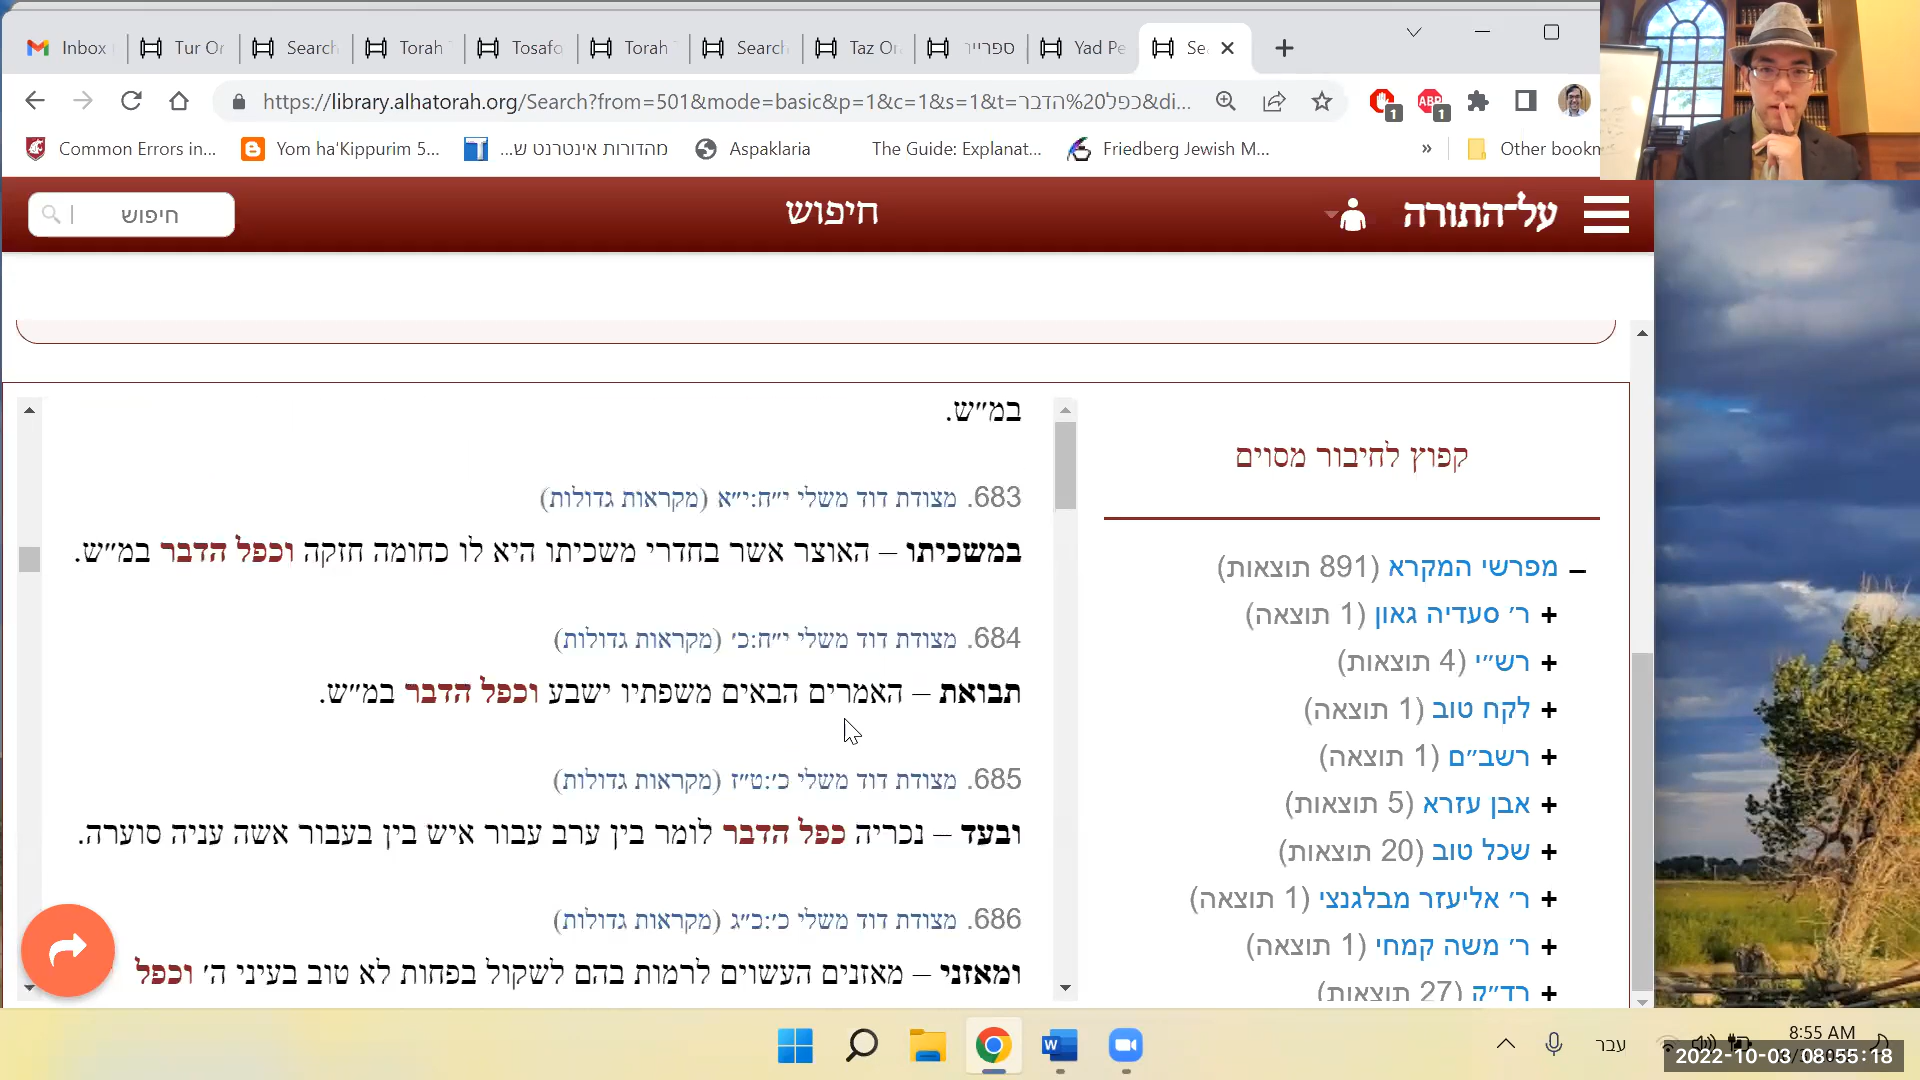 Inbox
Tur Or
Search
Torah
Tosafo
Torah
Search
Taz Or
ספריי
Yad Pe
Se
https://library.alhatorah.org/Search?from=501&mode=basic&p=1&c=1&s=1&t=כפל%20הדבר&di...
1
ABP
1
Common Errors in...
Yom ha'Kippurim 5...
מהדורות אינטרנט ש...
Aspaklaria
The Guide: Explanat...
Friedberg Jewish M...
»
Other bookm
חיפוש
חיפוש
על־התורה
במ״ש.
683. מצודת דוד משלי י״ח:י״א (מקראות גדולות)
במשכיתו – האוצר אשר בחדרי משכיתו היא לו כחומה חזקה וכפל הדבר במ״ש.
684. מצודת דוד משלי י״ח:כ׳ (מקראות גדולות)
תבואת – האמרים הבאים משפתיו ישבע וכפל הדבר במ״ש.
685. מצודת דוד משלי כ׳:ט״ז (מקראות גדולות)
ובעד – נכריה כפל הדבר לומר בין ערב עבור איש בין בעבור אשה עניה סוערה.
686. מצודת דוד משלי כ׳:כ״ג (מקראות גדולות)
ומאזני – מאזנים העשוים לרמות בהם לשקול בפחות לא טוב בעיני ה׳ וכפל
קפוץ לחיבור מסוים
– מפרשי המקרא (891 תוצאות)
+ ר׳ סעדיה גאון (1 תוצאה)
+ רש״י (4 תוצאות)
+ לקח טוב (1 תוצאה)
+ רשב״ם (1 תוצאה)
+ אבן עזרא (5 תוצאות)
+ שכל טוב (20 תוצאות)
+ ר׳ אליעזר מבלגנצי (1 תוצאה)
+ ר׳ משה קמחי (1 תוצאה)
+ רד״ק (27 תוצאות)
עבר
8:55 AM
2022-10-03 08:55:18